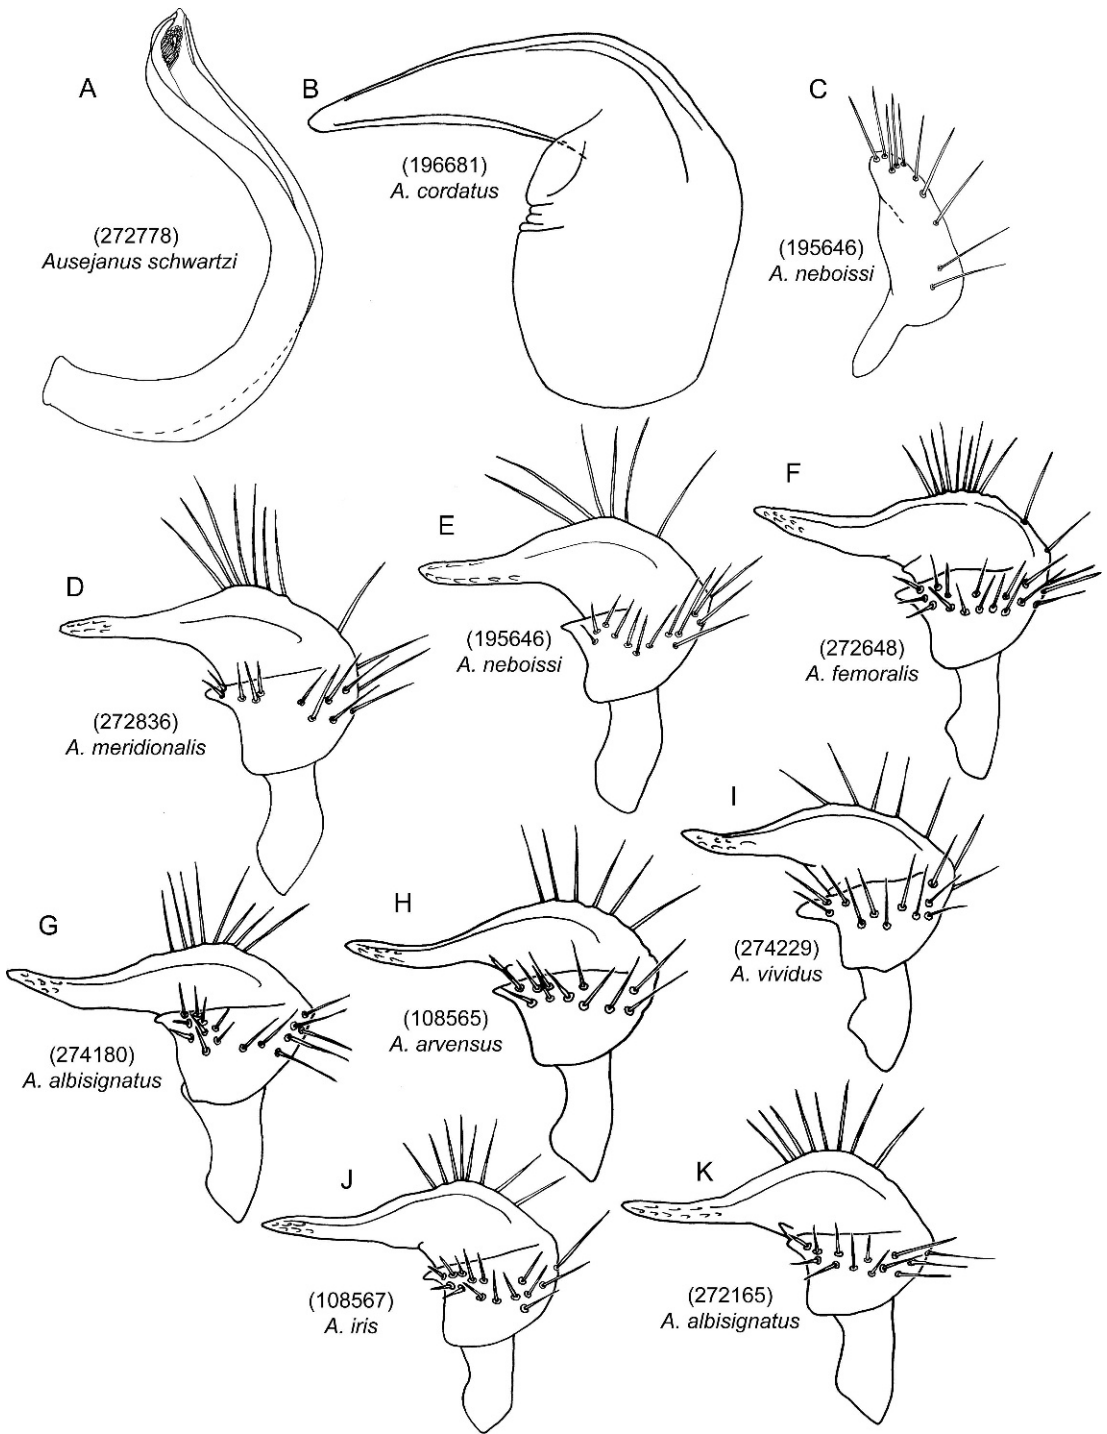 A
(272778)
Ausejanus schwartzi
B
(196681)
A. cordatus
C
(195646)
A. neboissi
D
(272836)
A. meridionalis
E
(195646)
A. neboissi
F
(272648)
A. femoralis
G
(274180)
A. albisignatus
H
(108565)
A. arvensus
I
(274229)
A. vividus
J
(108567)
A. iris
K
(272165)
A. albisignatus